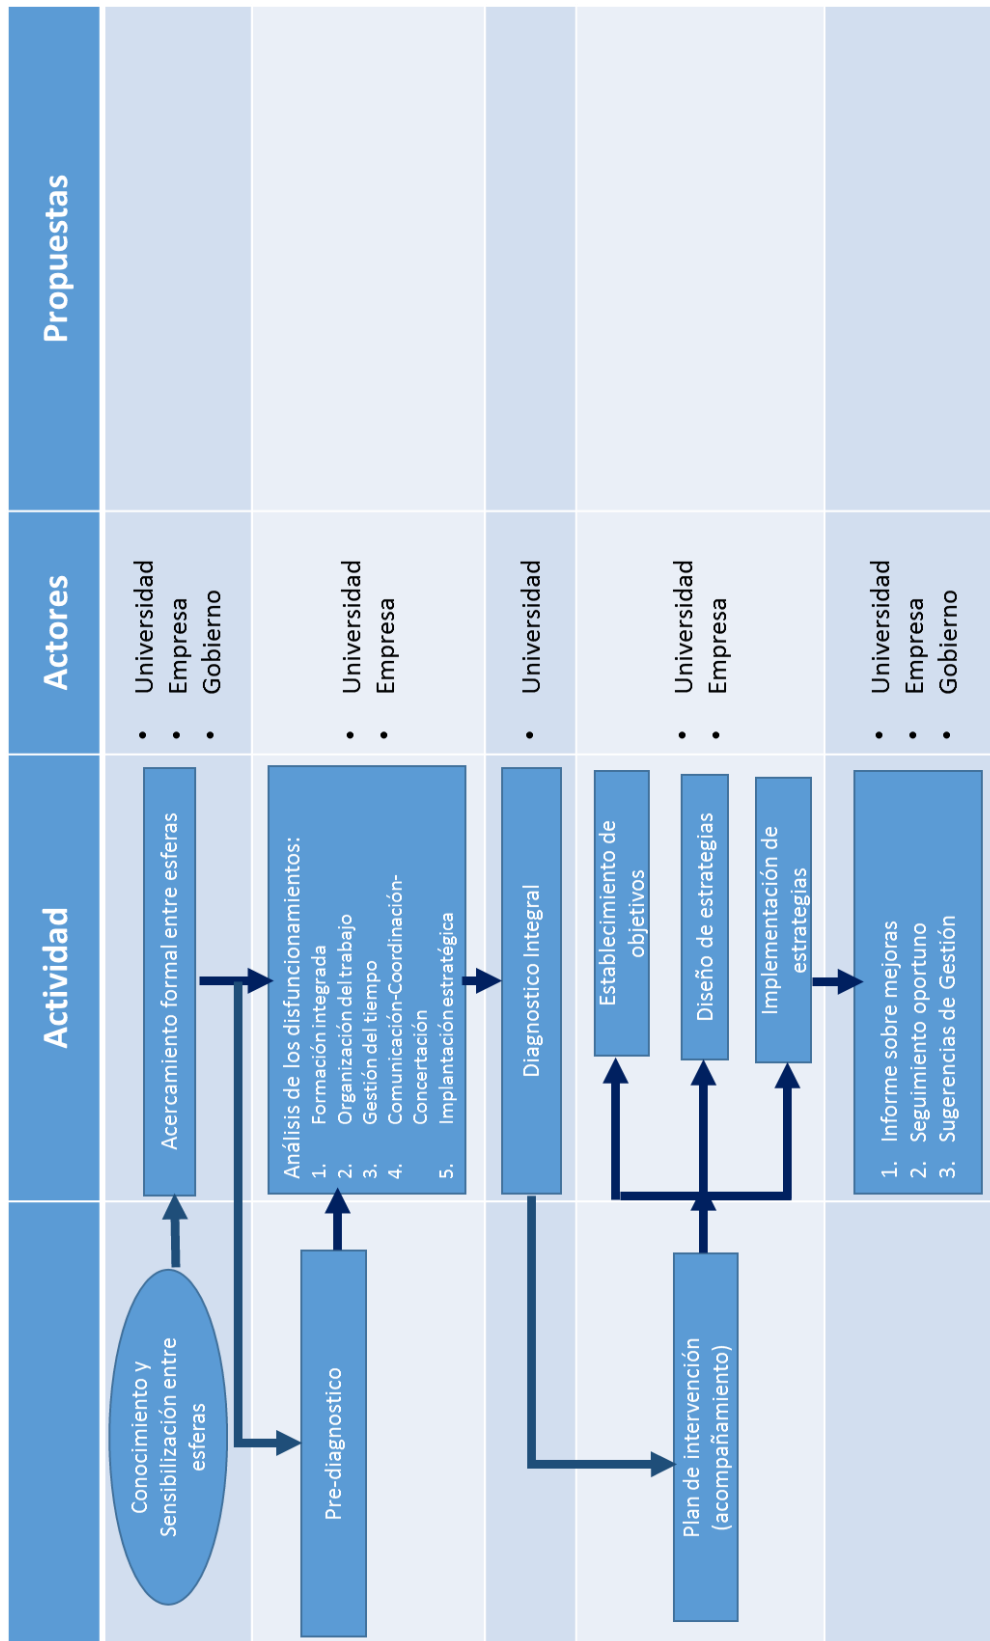 Actividad
Actores
Propuestas
Conocimiento y
Sensibilización entre
esferas
Acercamiento formal entre esferas
• Universidad
• Empresa
• Gobierno
Pre-diagnostico
Análisis de los disfuncionamientos:
1. Formación integrada
2. Organización del trabajo
3. Gestión del tiempo
4. Comunicación-Coordinación-
Concertación
5. Implantación estratégica
• Universidad
• Empresa
Diagnostico Integral
• Universidad
Plan de intervención
(acompañamiento)
Establecimiento de
objetivos
Diseño de estrategias
Implementación de
estrategias
• Universidad
• Empresa
1. Informe sobre mejoras
2. Seguimiento oportuno
3. Sugerencias de Gestión
• Universidad
• Empresa
• Gobierno